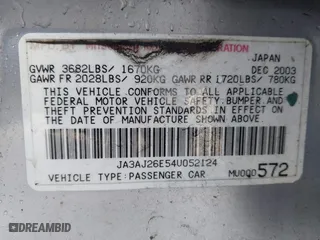 JAPAN
GVWR 3682LBS/ 1670KG DEC 2003
GAWR FR 2028LBS/ 920KG GAWR RR 1720LBS/ 780KG
THIS VEHICLE CONFORMS TO ALL APPLICABLE
FEDERAL MOTOR VEHICLE SAFETY, BUMPER, AND
THEFT PREVENTION STANDARDS IN EFFECT ON
THE DATE OF MANUFACTURE SHOWN ABOVE.
JA3AJ26E54U052124
VEHICLE TYPE: PASSENGER CAR MU000572
AUTOBIDMASTER